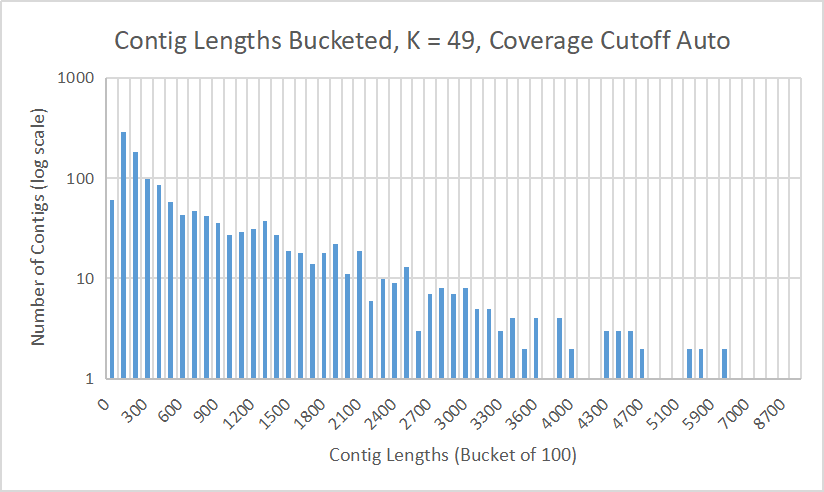 Contig Lengths Bucketed, K = 49, Coverage Cutoff Auto
Number of Contigs (log scale)
1000
100
10
1
0 300 600 900 1200 1500 1800 2100 2400 2700 3000 3300 3600 4000 4300 4700 5100 5900 7000 8700
Contig Lengths (Bucket of 100)